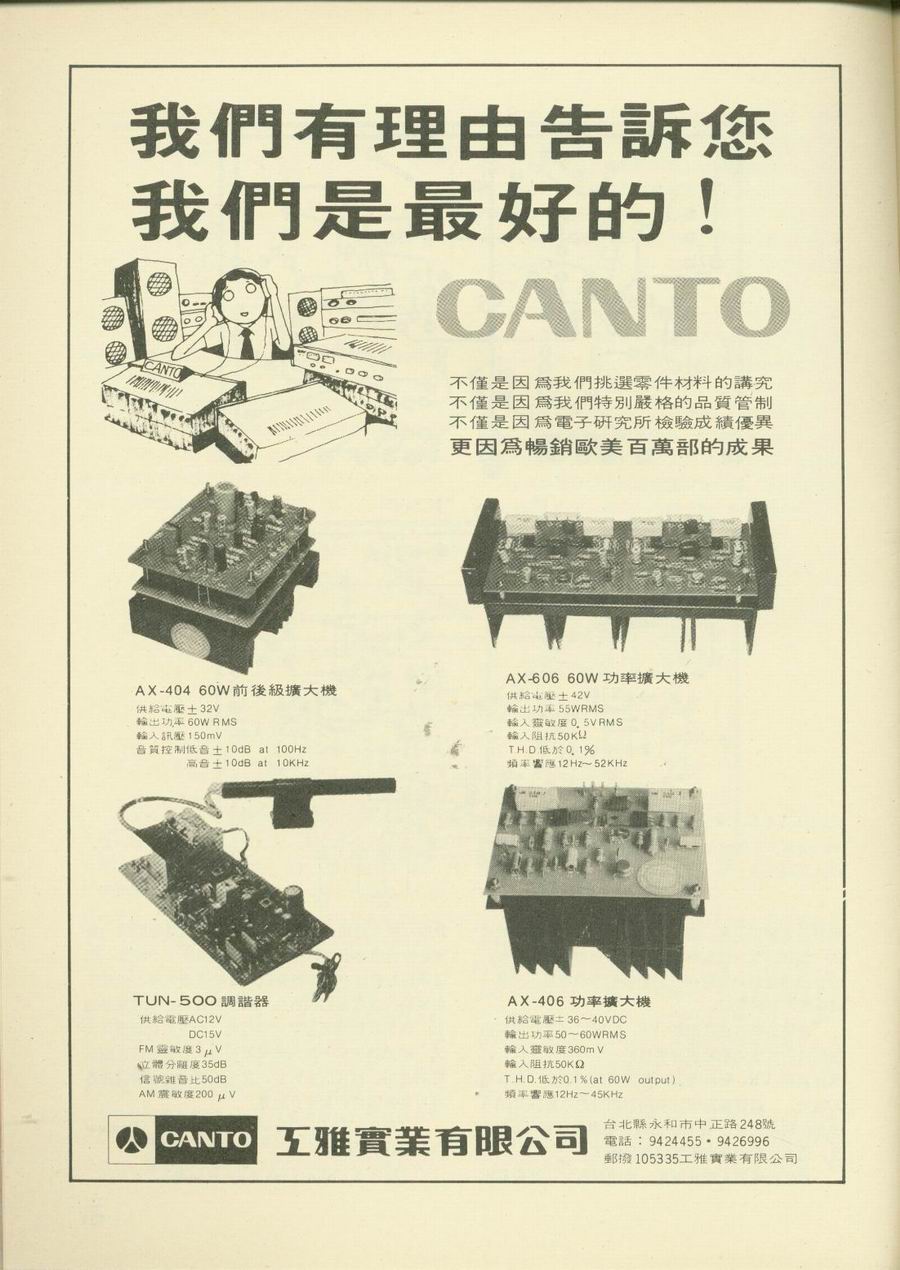 我們有理由告訴您
我們是最好的！
CANTO
CANTO
不僅是因爲我們挑選零件材料的講究
不僅是因爲我們特別嚴格的品質管制
不僅是因爲電子研究所檢驗成績優異
更因爲暢銷歐美百萬部的成果
AX-404 60W前後級擴大機
供給電壓±32V
輸出功率60W RMS
輸入訊壓150mV
音質控制低音±10dB at 100Hz
高音±10dB at 10KHz
AX-606 60W功率擴大機
供給電壓±42V
輸出功率55WRMS
輸入靈敏度0.5VRMS
輸入阻抗50KΩ
T.H.D低於0.1%
頻率響應12Hz~52KHz
TUN-500調諧器
供給電壓AC12V
DC15V
FM靈敏度3μV
立體分離度35dB
信號雜音比50dB
AM靈敏度200μV
AX-406功率擴大機
供給電壓±36~40VDC
輸出功率50~60WRMS
輸入靈敏度360mV
輸入阻抗50KΩ
T.H.D.低於0.1%(at 60W output)
頻率響應12Hz~45KHz
CANTO
工雅實業有限公司
台北縣永和市中正路248號
電話：9424455・9426996
郵撥105335工雅實業有限公司